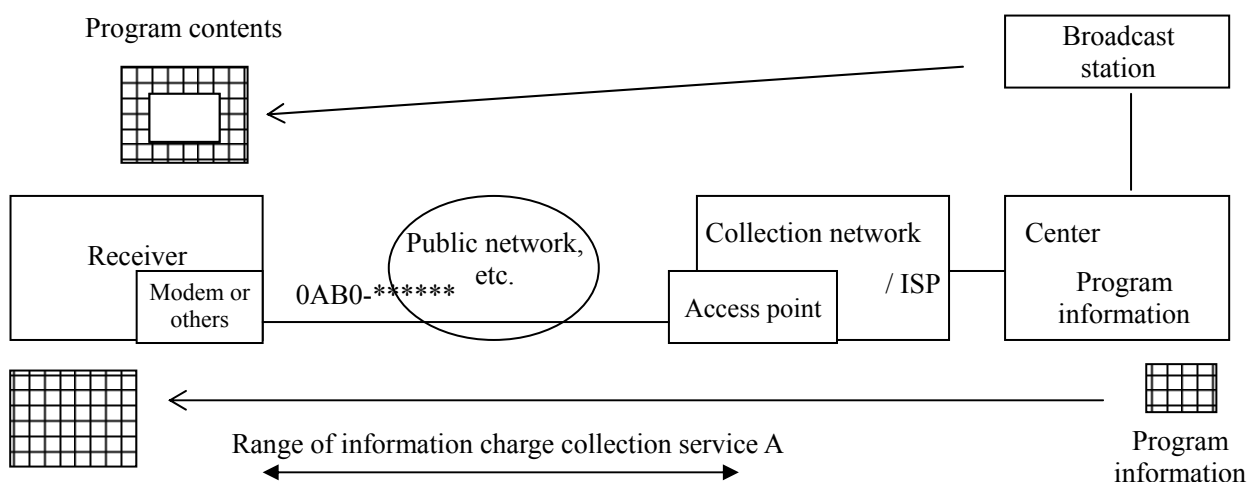 Program contents
Broadcast
station
Receiver
Modem or
others
0AB0-******
Public network,
etc.
Collection network
/ ISP
Access point
Center
Program
information
Range of information charge collection service A
Program
information